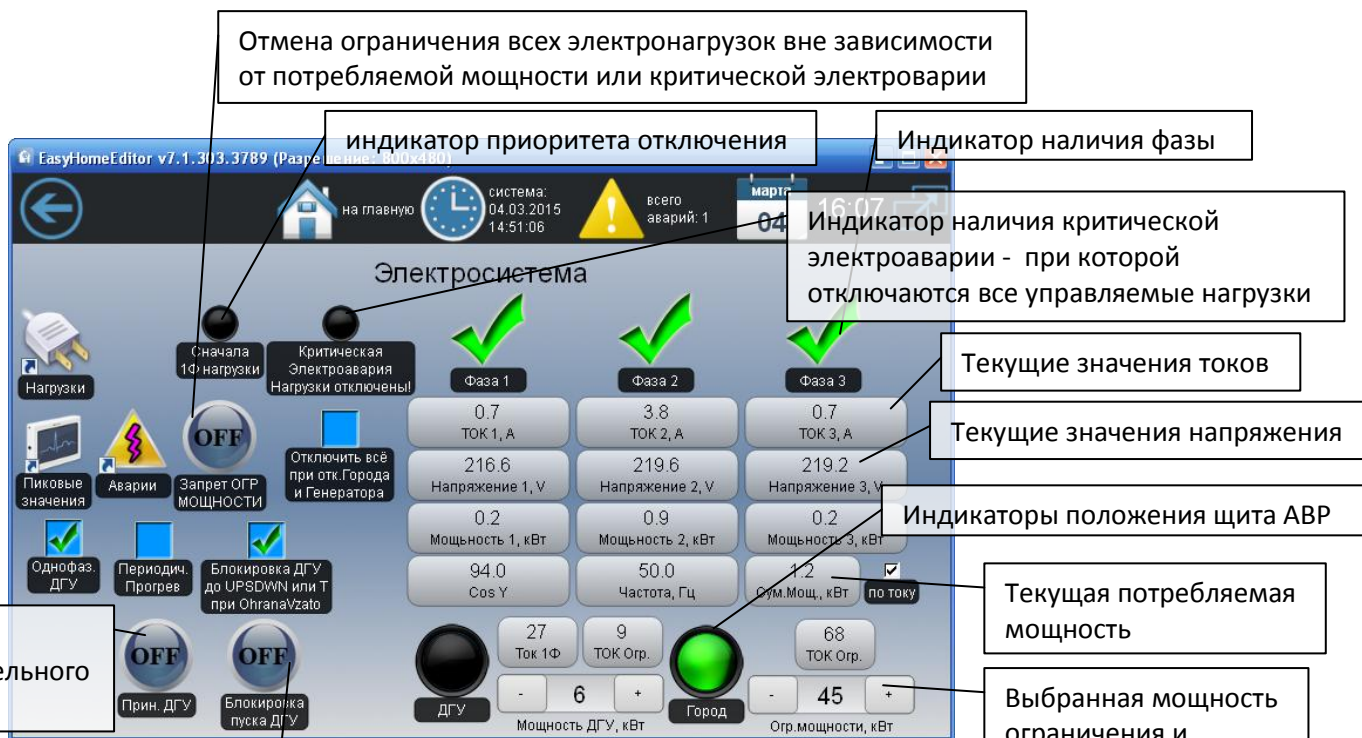 Отмена ограничения всех электронагрузок вне зависимости
от потребляемой мощности или критической электроварии
индикатор приоритета отключения
Индикатор наличия фазы
EasyHomeEditor v7.1.303.3789 (Разрешение: 800x480)
на главную
система:
04.03.2015
14:51:06
всего
аварий: 1
марта
04
16:07
Индикатор наличия критической
электроаварии - при которой
отключаются все управляемые нагрузки
Электросистема
Нагрузки
Сначала
1Ф нагрузки
Критическая
Электроавария
Нагрузки отключены!
Фаза 1
Фаза 2
Фаза 3
Текущие значения токов
0.7
ТОК 1, А
3.8
ТОК 2, А
0.7
ТОК 3, А
Текущие значения напряжения
Пиковые
значения
Аварии
OFF
Запрет ОГР
МОЩНОСТИ
Отключить всё
при отк.Города
и Генератора
216.6
Напряжение 1, V
219.6
Напряжение 2, V
219.2
Напряжение 3, V
Индикаторы положения щита АВР
0.2
Мощьность 1, кВт
0.9
Мощьность 2, кВт
0.2
Мощьность 3, кВт
Однофаз.
ДГУ
Периодич.
Прогрев
Блокировка ДГУ
до UPSDWN или Т
при OhranaVzato
94.0
Cos Y
50.0
Частота, Гц
1.2
Сум.Мощ., кВт
по току
Текущая потребляемая
мощность
ельного
OFF
Прин. ДГУ
OFF
Блокировка
пуска ДГУ
ДГУ
27
Ток 1Ф
9
ТОК Огр.
- 6 +
Мощность ДГУ, кВт
Город
68
ТОК Огр.
- 45 +
Огр.мощности, кВт
Выбранная мощность
ограничения и